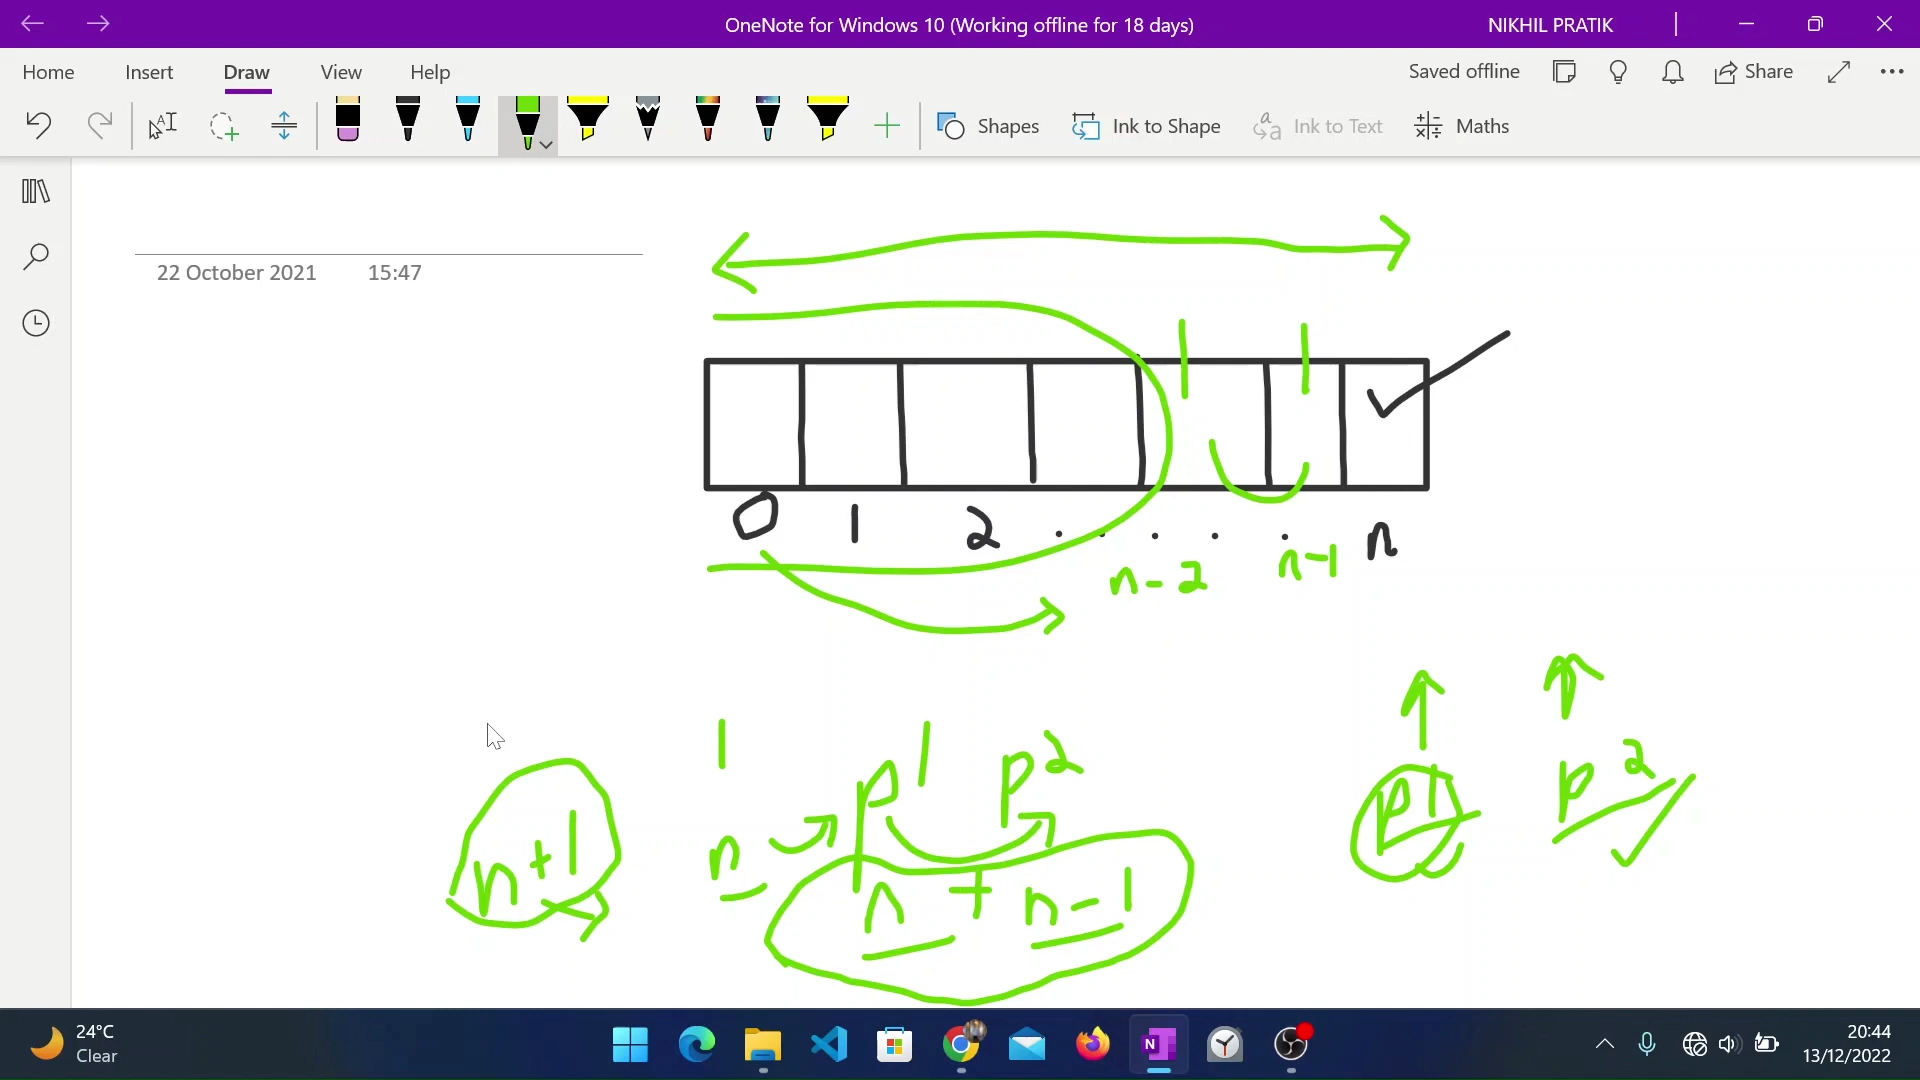 OneNote for Windows 10 (Working offline for 18 days) NIKHIL PRATIK
Home Insert Draw View Help Saved offline Share
Shapes Ink to Shape Ink to Text Maths
22 October 2021 15:47
0 1 2 . . . . . n
n-2 n-1
1
p1 p2
p1 p2
n+1
n
n + n-1
24°C
Clear
20:44
13/12/2022